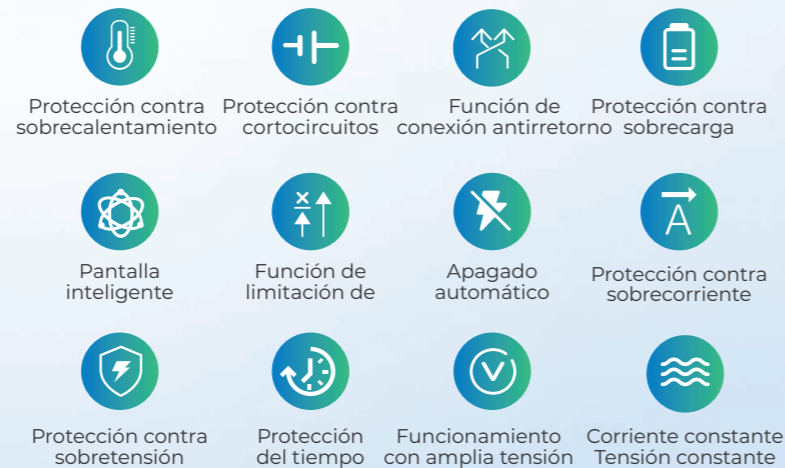 Protección contra
sobrecalentamiento
Protección contra
cortocircuitos
Función de
conexión antirretorno
Protección contra
sobrecarga
Pantalla
inteligente
Función de
limitación de
Apagado
automático
A
Protección contra
sobrecorriente
Protección contra
sobretensión
Protección
del tiempo
V
Funcionamiento
con amplia tensión
Corriente constante
Tensión constante